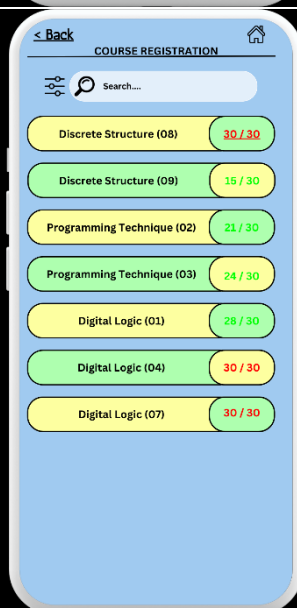 < Back
COURSE REGISTRATION
Search....
Discrete Structure (08) 30 / 30
Discrete Structure (09) 15 / 30
Programming Technique (02) 21 / 30
Programming Technique (03) 24 / 30
Digital Logic (01) 28 / 30
Digital Logic (04) 30 / 30
Digital Logic (07) 30 / 30